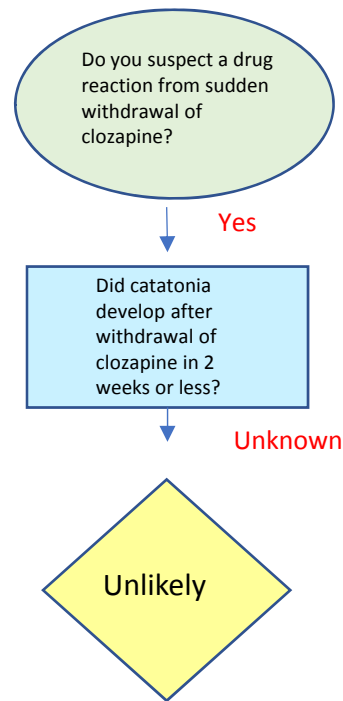 Do you suspect a drug
reaction from sudden
withdrawal of
clozapine?
Yes
Did catatonia
develop after
withdrawal of
clozapine in 2
weeks or less?
Unknown
Unlikely